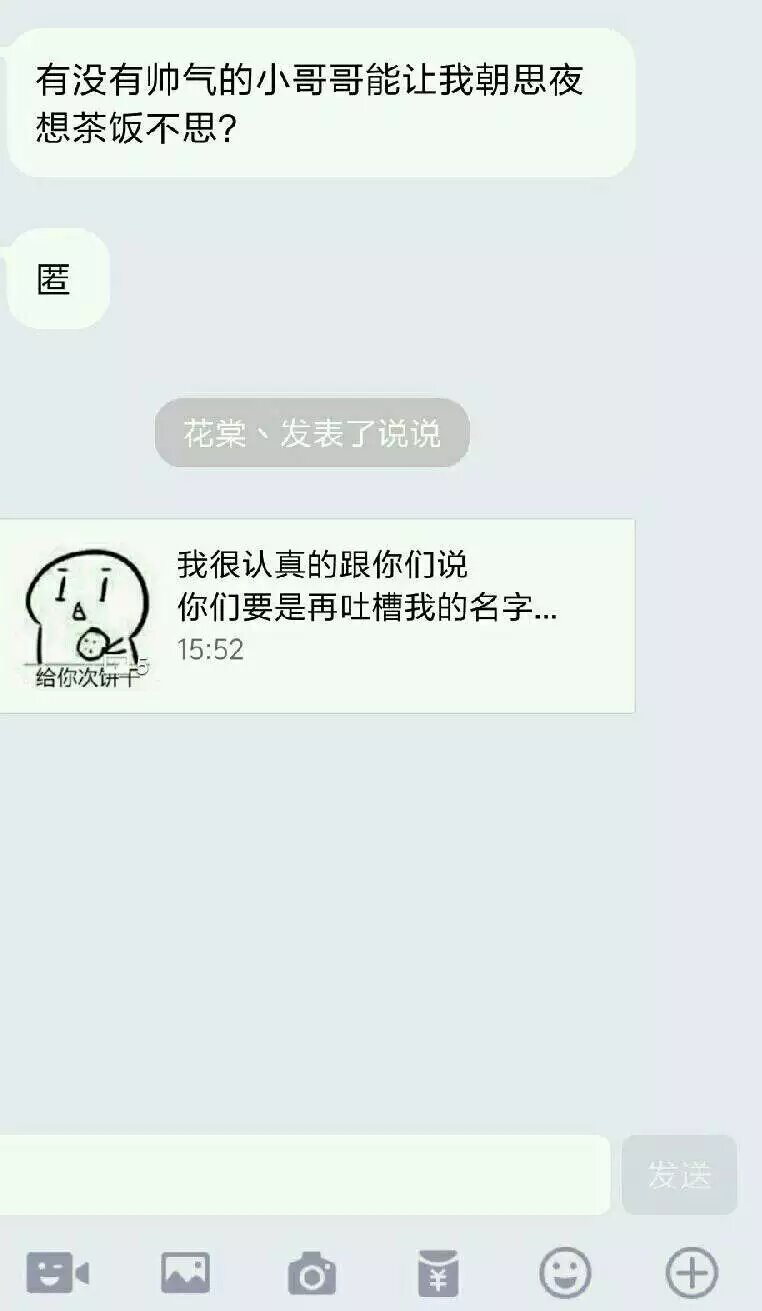 有没有帅气的小哥哥能让我朝思夜
想茶饭不思?
匿
花棠、发表了说说
我很认真的跟你们说
你们要是再吐槽我的名字...
15:52
给你次饼干
发送